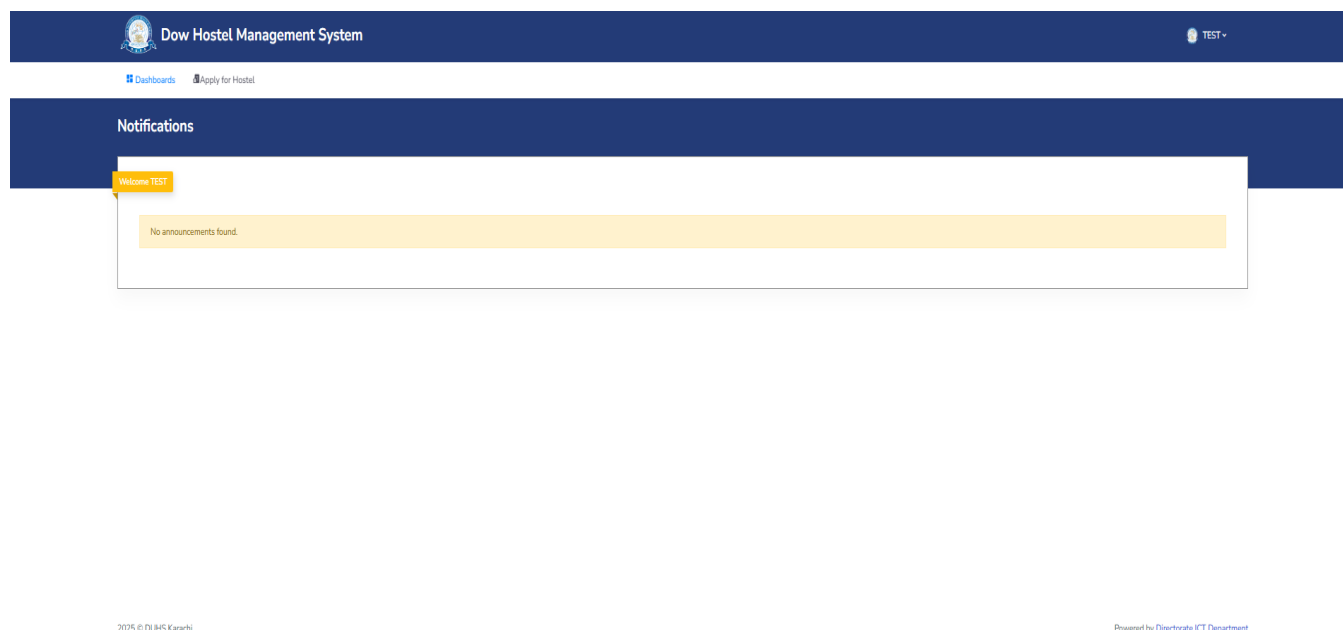 Dow Hostel Management System
TEST
Dashboards
Apply for Hostel
Notifications
Welcome TEST
No announcements found.
2025 © DUHS Karachi
Powered by Directorate ICT Department